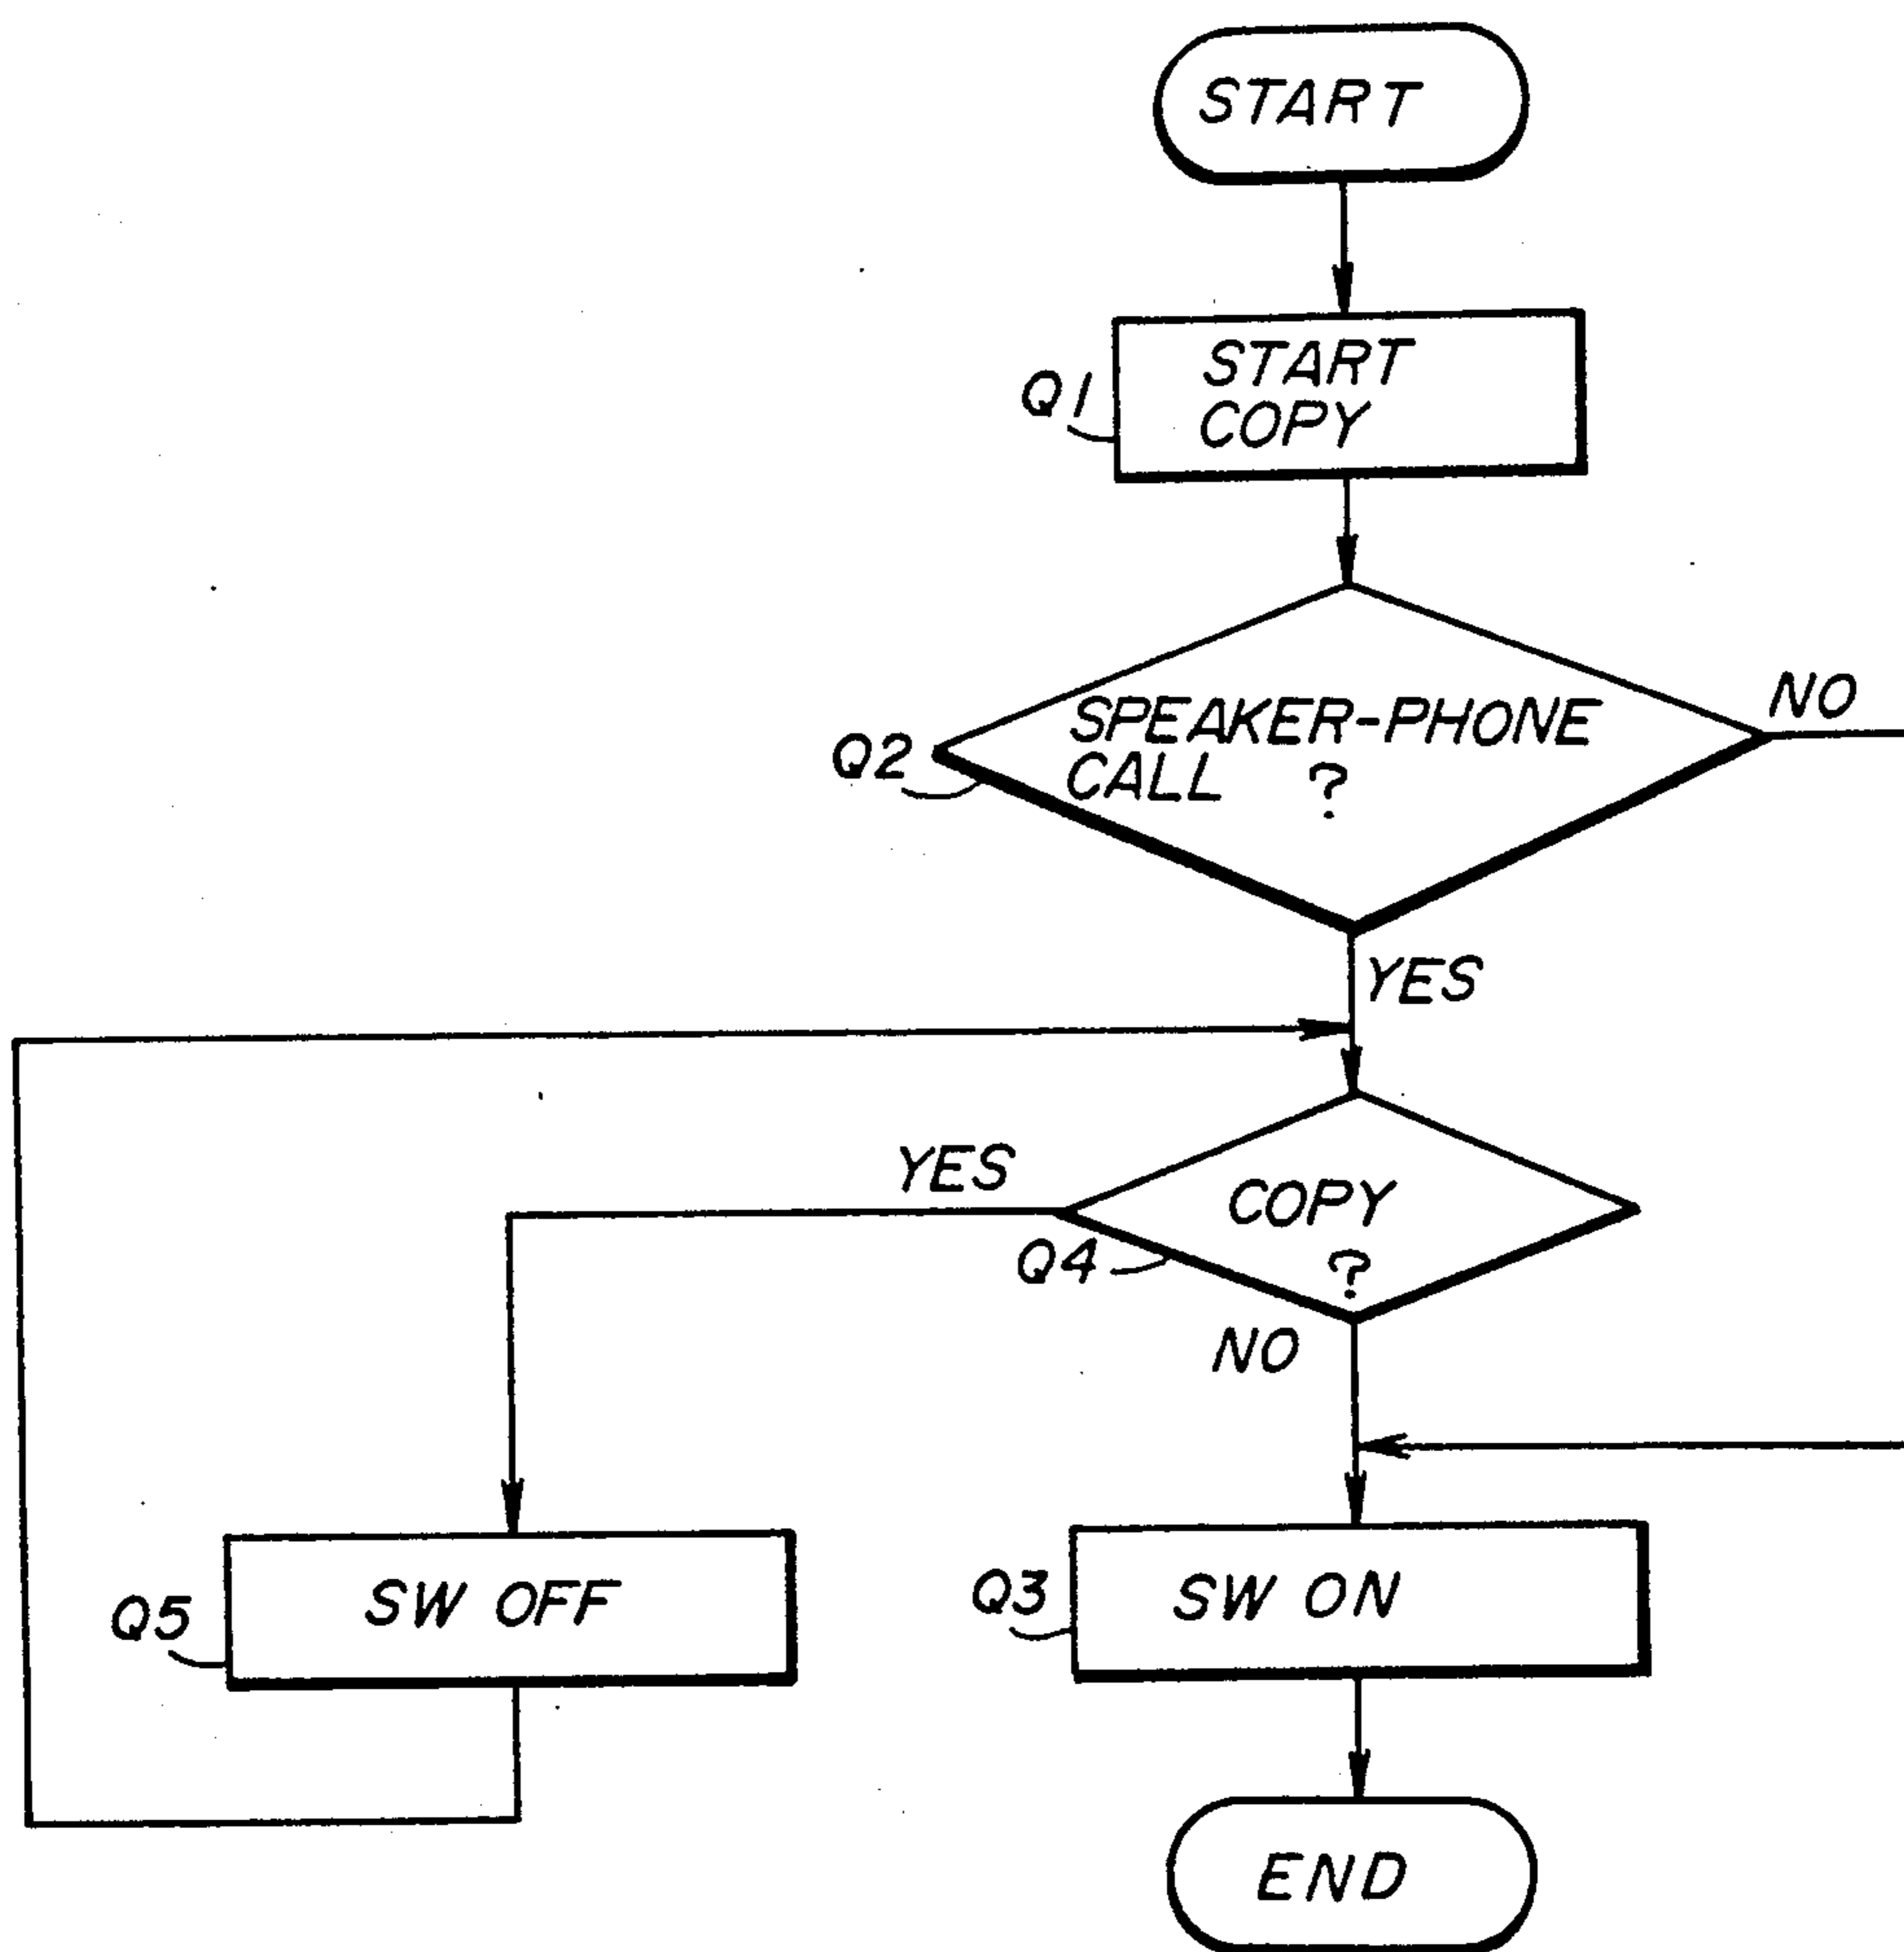 START
START
COPY
Q1
SPEAKER-PHONE
CALL ?
Q2
NO
YES
COPY
?
Q4
YES
NO
SW OFF
Q5
SW ON
Q3
END